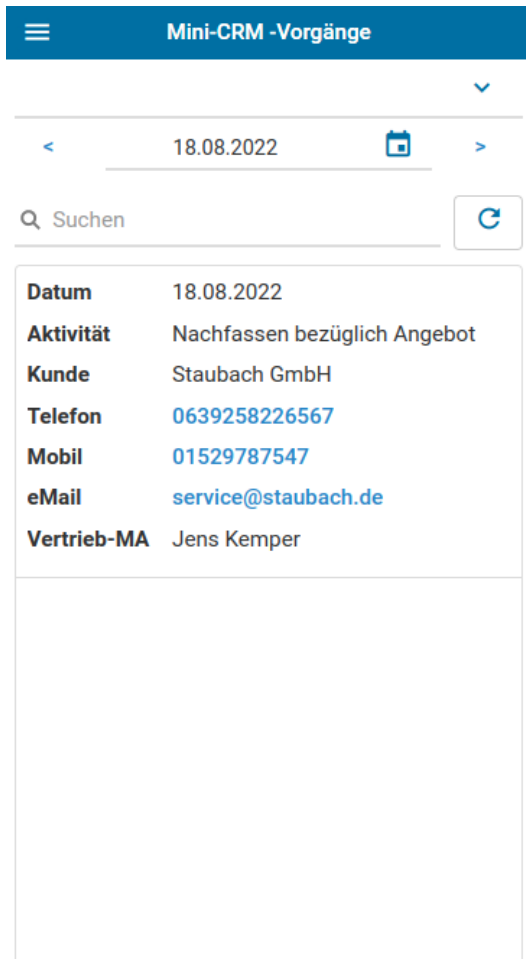 Mini-CRM -Vorgänge
< 18.08.2022 >
Suchen
Datum 18.08.2022
Aktivität Nachfassen bezüglich Angebot
Kunde Staubach GmbH
Telefon 0639258226567
Mobil 01529787547
eMail service@staubach.de
Vertrieb-MA Jens Kemper